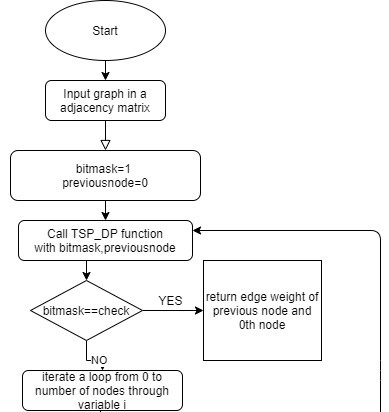 Start
Input graph in a
adjacency matrix
bitmask=1
previousnode=0
Call TSP_DP function
with bitmask,previousnode
bitmask==check
YES
return edge weight of
previous node and
0th node
NO
iterate a loop from 0 to
number of nodes through
variable i